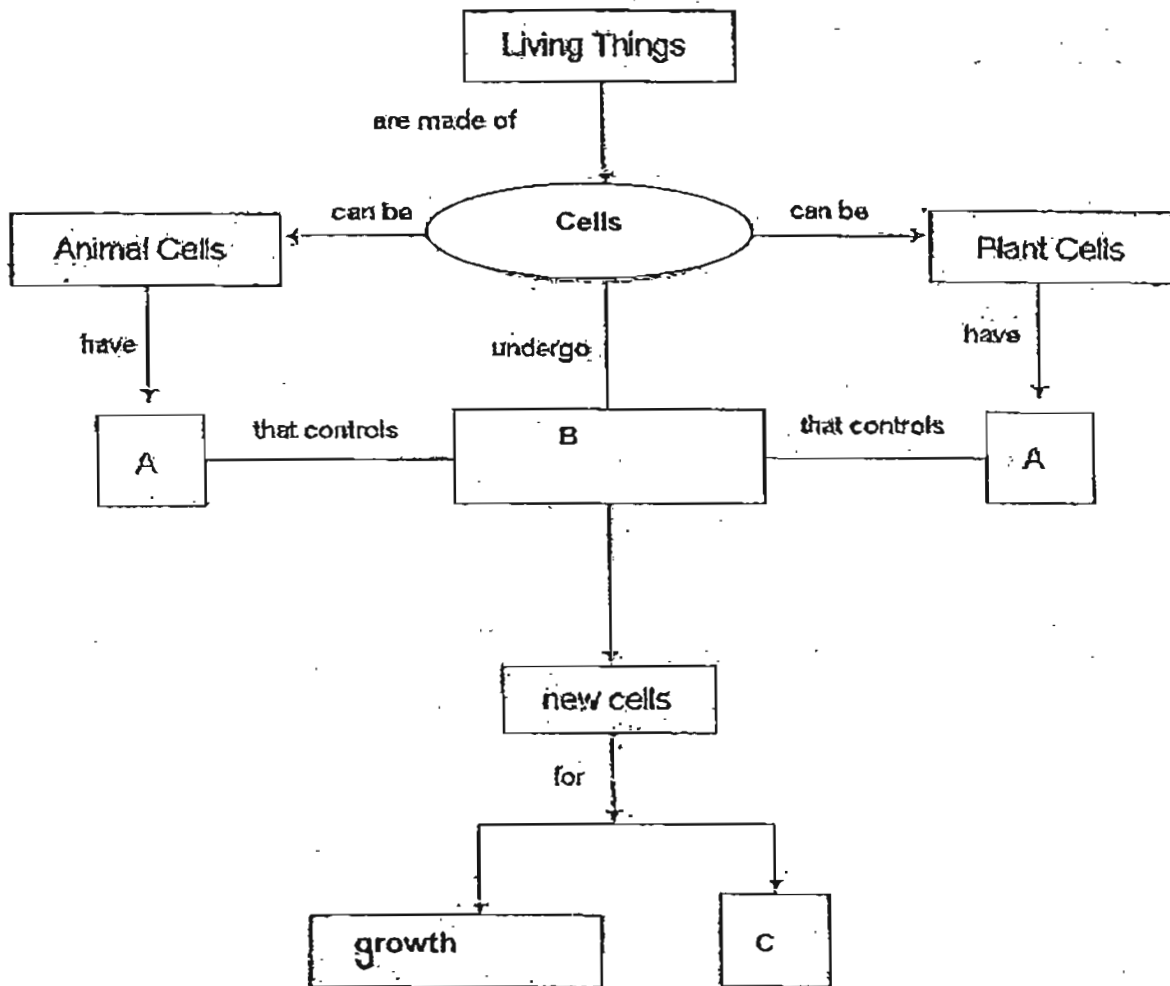 Living Things
are made of
can be
Cells
can be
Animal Cells
Plant Cells
have
undergo
have
that controls
B
that controls
A
A
new cells
for
growth
C